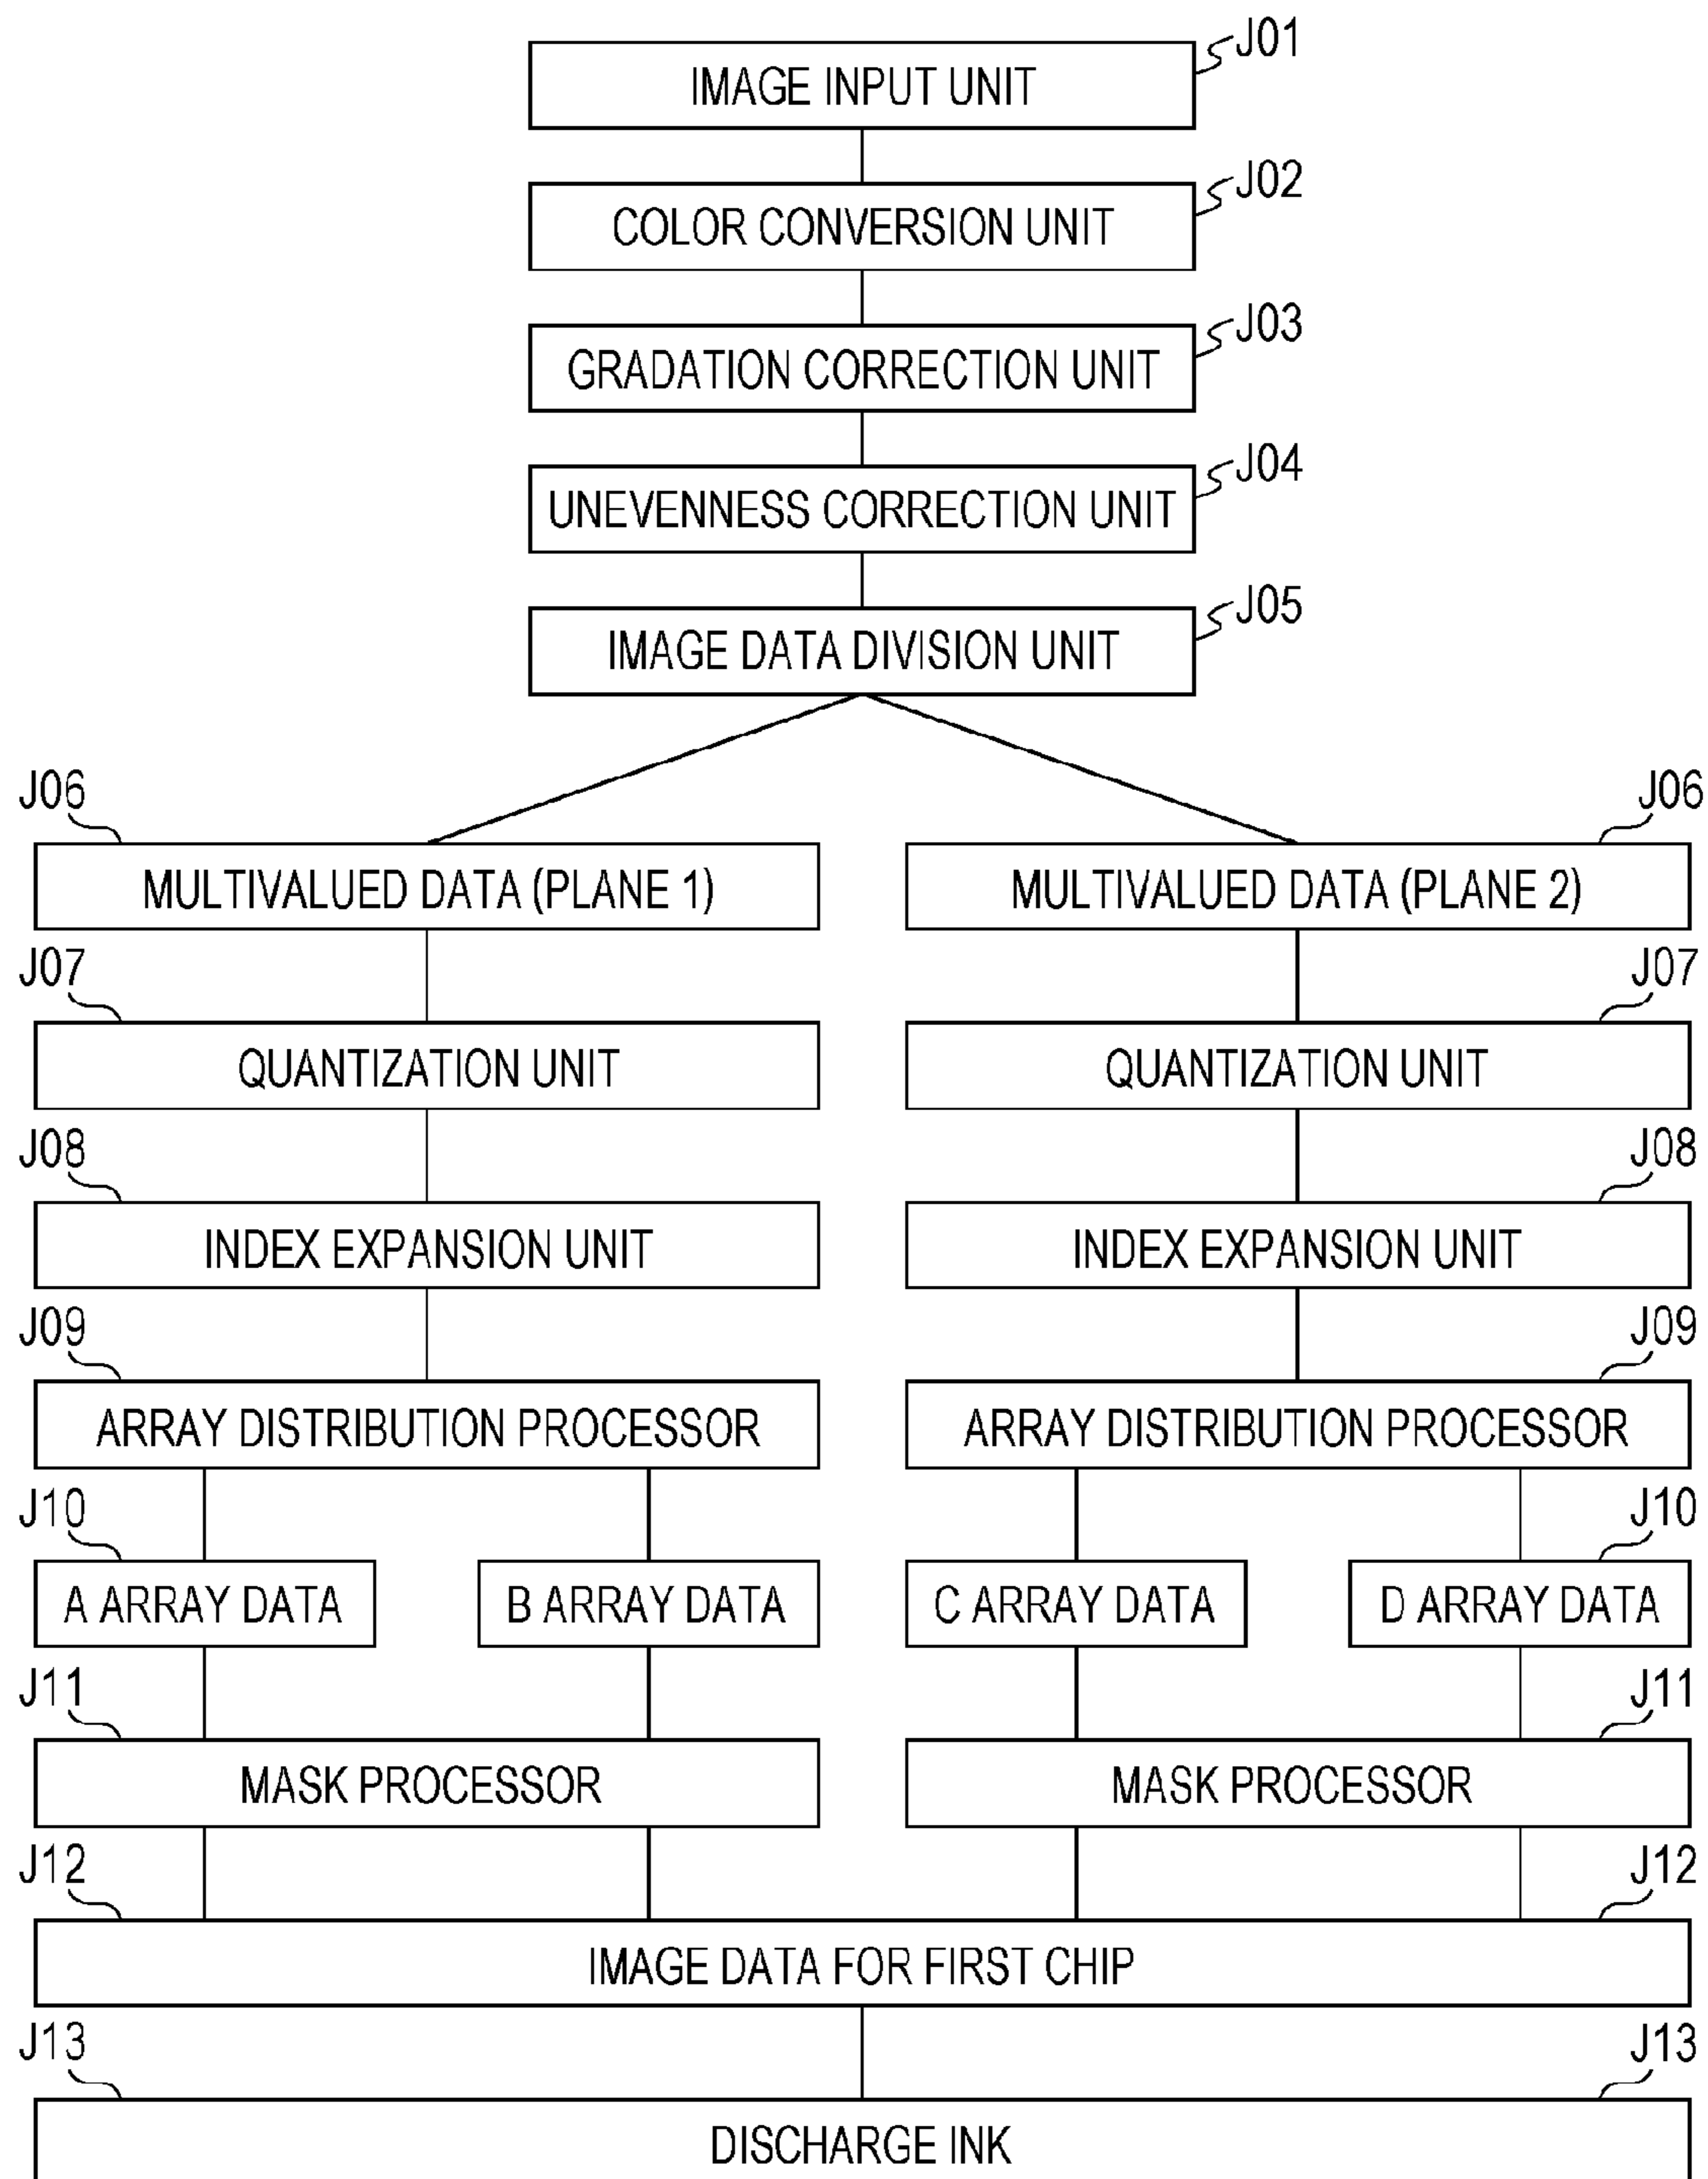 J01
IMAGE INPUT UNIT
J02
COLOR CONVERSION UNIT
J03
GRADATION CORRECTION UNIT
J04
UNEVENNESS CORRECTION UNIT
J05
IMAGE DATA DIVISION UNIT
J06 J06
MULTIVALUED DATA (PLANE 1) MULTIVALUED DATA (PLANE 2)
J07 J07
QUANTIZATION UNIT QUANTIZATION UNIT
J08 J08
INDEX EXPANSION UNIT INDEX EXPANSION UNIT
J09 J09
ARRAY DISTRIBUTION PROCESSOR ARRAY DISTRIBUTION PROCESSOR
J10 J10
A ARRAY DATA B ARRAY DATA C ARRAY DATA D ARRAY DATA
J11 J11
MASK PROCESSOR MASK PROCESSOR
J12 J12
IMAGE DATA FOR FIRST CHIP
J13 J13
DISCHARGE INK